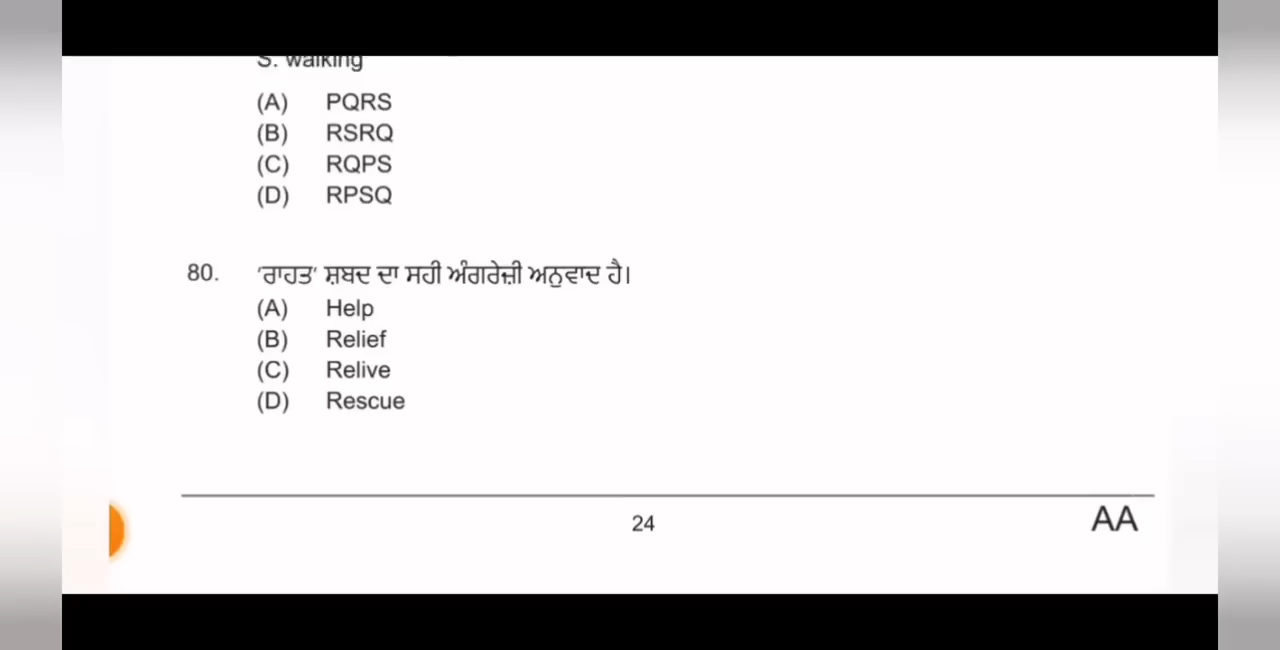 S. walking
(A) PQRS
(B) RSRQ
(C) RQPS
(D) RPSQ
80. 'ਰਾਹਤ' ਸ਼ਬਦ ਦਾ ਸਹੀ ਅੰਗਰੇਜ਼ੀ ਅਨੁਵਾਦ ਹੈ।
(A) Help
(B) Relief
(C) Relive
(D) Rescue
24
AA